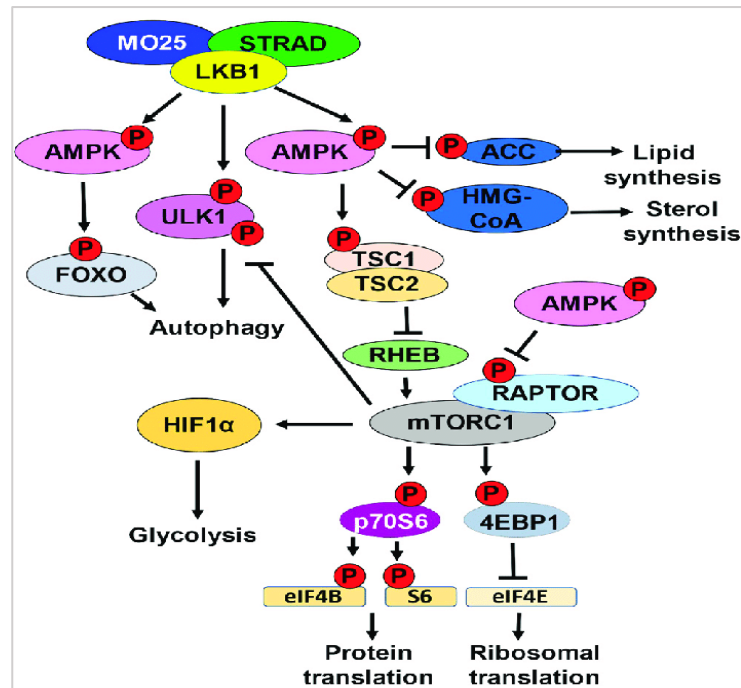 MO25
STRAD
LKB1
AMPK
P
AMPK
P
P
ACC
Lipid
synthesis
P
HMG-
CoA
Sterol
synthesis
P
ULK1
P
P
FOXO
P
TSC1
TSC2
Autophagy
AMPK
P
RHEB
P
RAPTOR
mTORC1
HIF1α
Glycolysis
P
p70S6
P
4EBP1
P
eIF4B
P
S6
eIF4E
Protein
translation
Ribosomal
translation